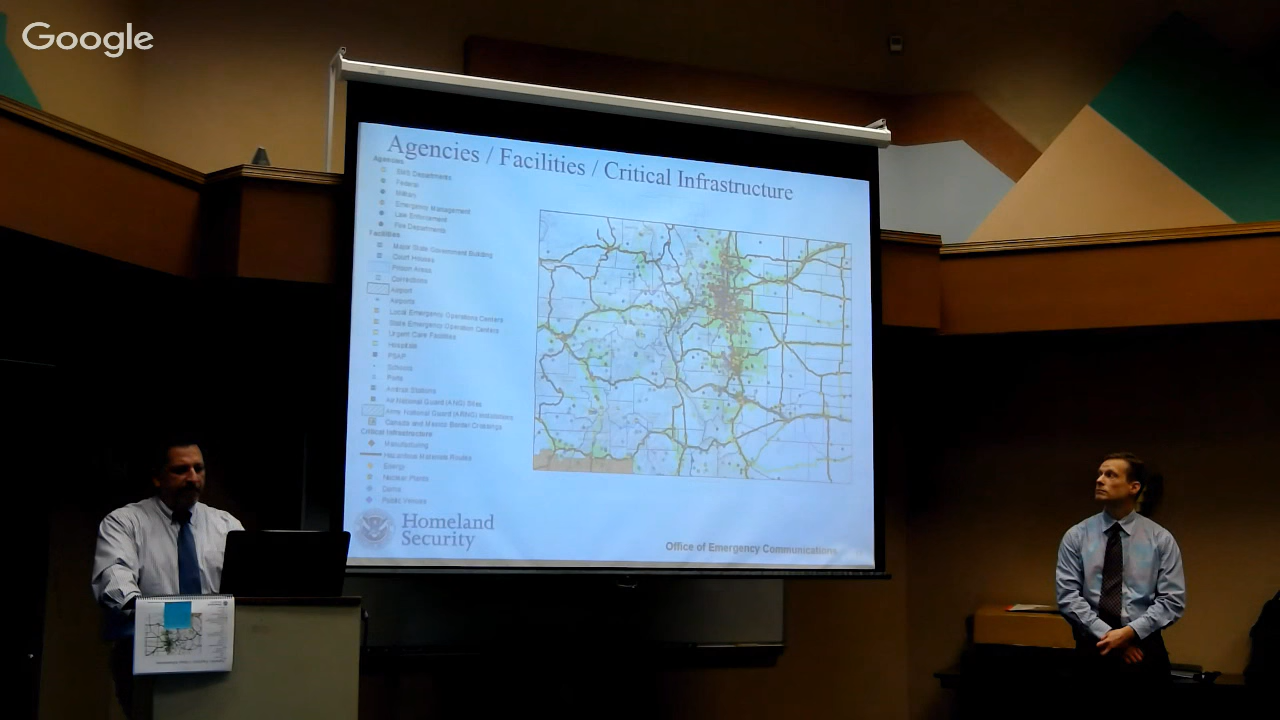 Google
Agencies / Facilities / Critical Infrastructure
Agencies
EMS Departments
Federal
Military
Emergency Management
Law Enforcement
Fire Departments
Facilities
Major State Government Building
Court Houses
Prison Areas
Corrections
Airport
Airports
Local Emergency Operations Centers
State Emergency Operation Centers
Urgent Care Facilities
Hospitals
PSAP
Schools
Ports
Amtrak Stations
Air National Guard (ANG) Sites
Army National Guard (ARNG) Installations
Canada and Mexico Border Crossings
Critical Infrastructure
Manufacturing
Hazardous Materials Routes
Energy
Nuclear Plants
Dams
Public Venues
Homeland
Security
Office of Emergency Communications